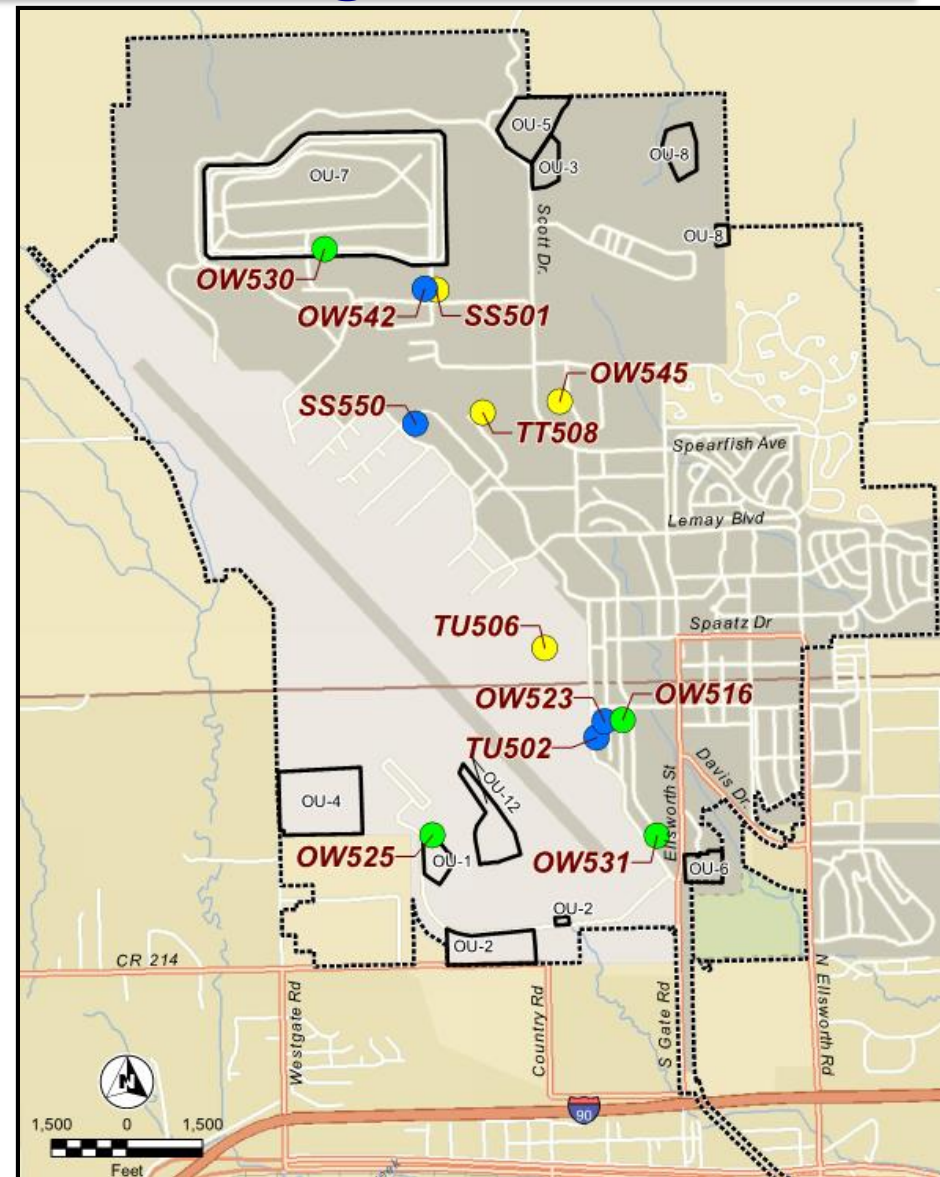 OU-5
OU-8
OU-7
OU-3
Scott Dr.
OU-8
OW530
OW542
SS501
OW545
SS550
TT508
Spearfish Ave
Lemay Blvd
TU506
Spaatz Dr
OW523
OW516
TU502
Davis Dr.
OU-12
OU-4
Ellsworth St
OW525
OU-1
OW531
OU-6
OU-2
OU-2
CR 214
Westgate Rd
Country Rd
S Gate Rd
N Ellsworth Rd
N
90
1,500 0 1,500
Feet